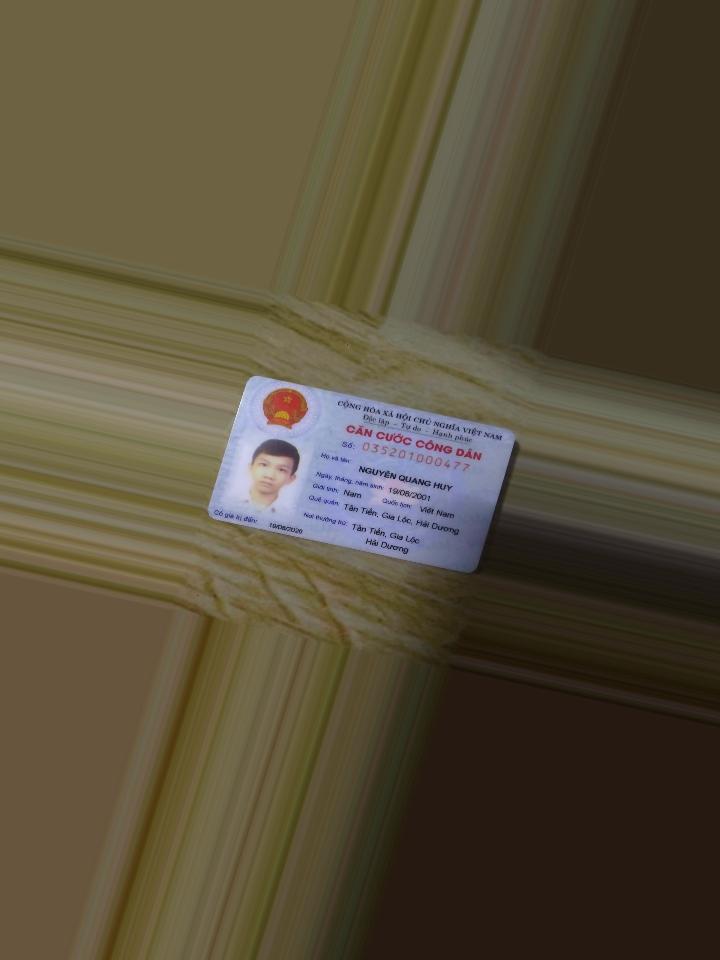 CỘNG HÒA XÃ HỘI CHỦ NGHĨA VIỆT NAM
Độc lập - Tự do - Hạnh phúc
CĂN CƯỚC CÔNG DÂN
Số: 035201000477
Họ và tên:
NGUYỄN QUANG HUY
Ngày, tháng, năm sinh: 19/08/2001
Giới tính: Nam Quốc tịch: Việt Nam
Quê quán: Tân Tiến, Gia Lộc, Hải Dương
Nơi thường trú: Tân Tiến, Gia Lộc
Hải Dương
Có giá trị đến: 19/08/2026